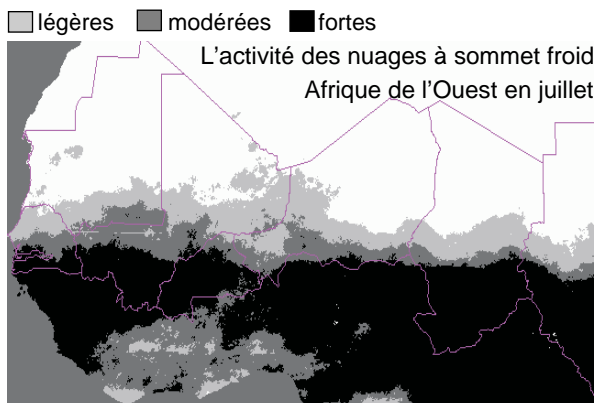 légères modérées fortes
L'activité des nuages à sommet froid
Afrique de l'Ouest en juillet